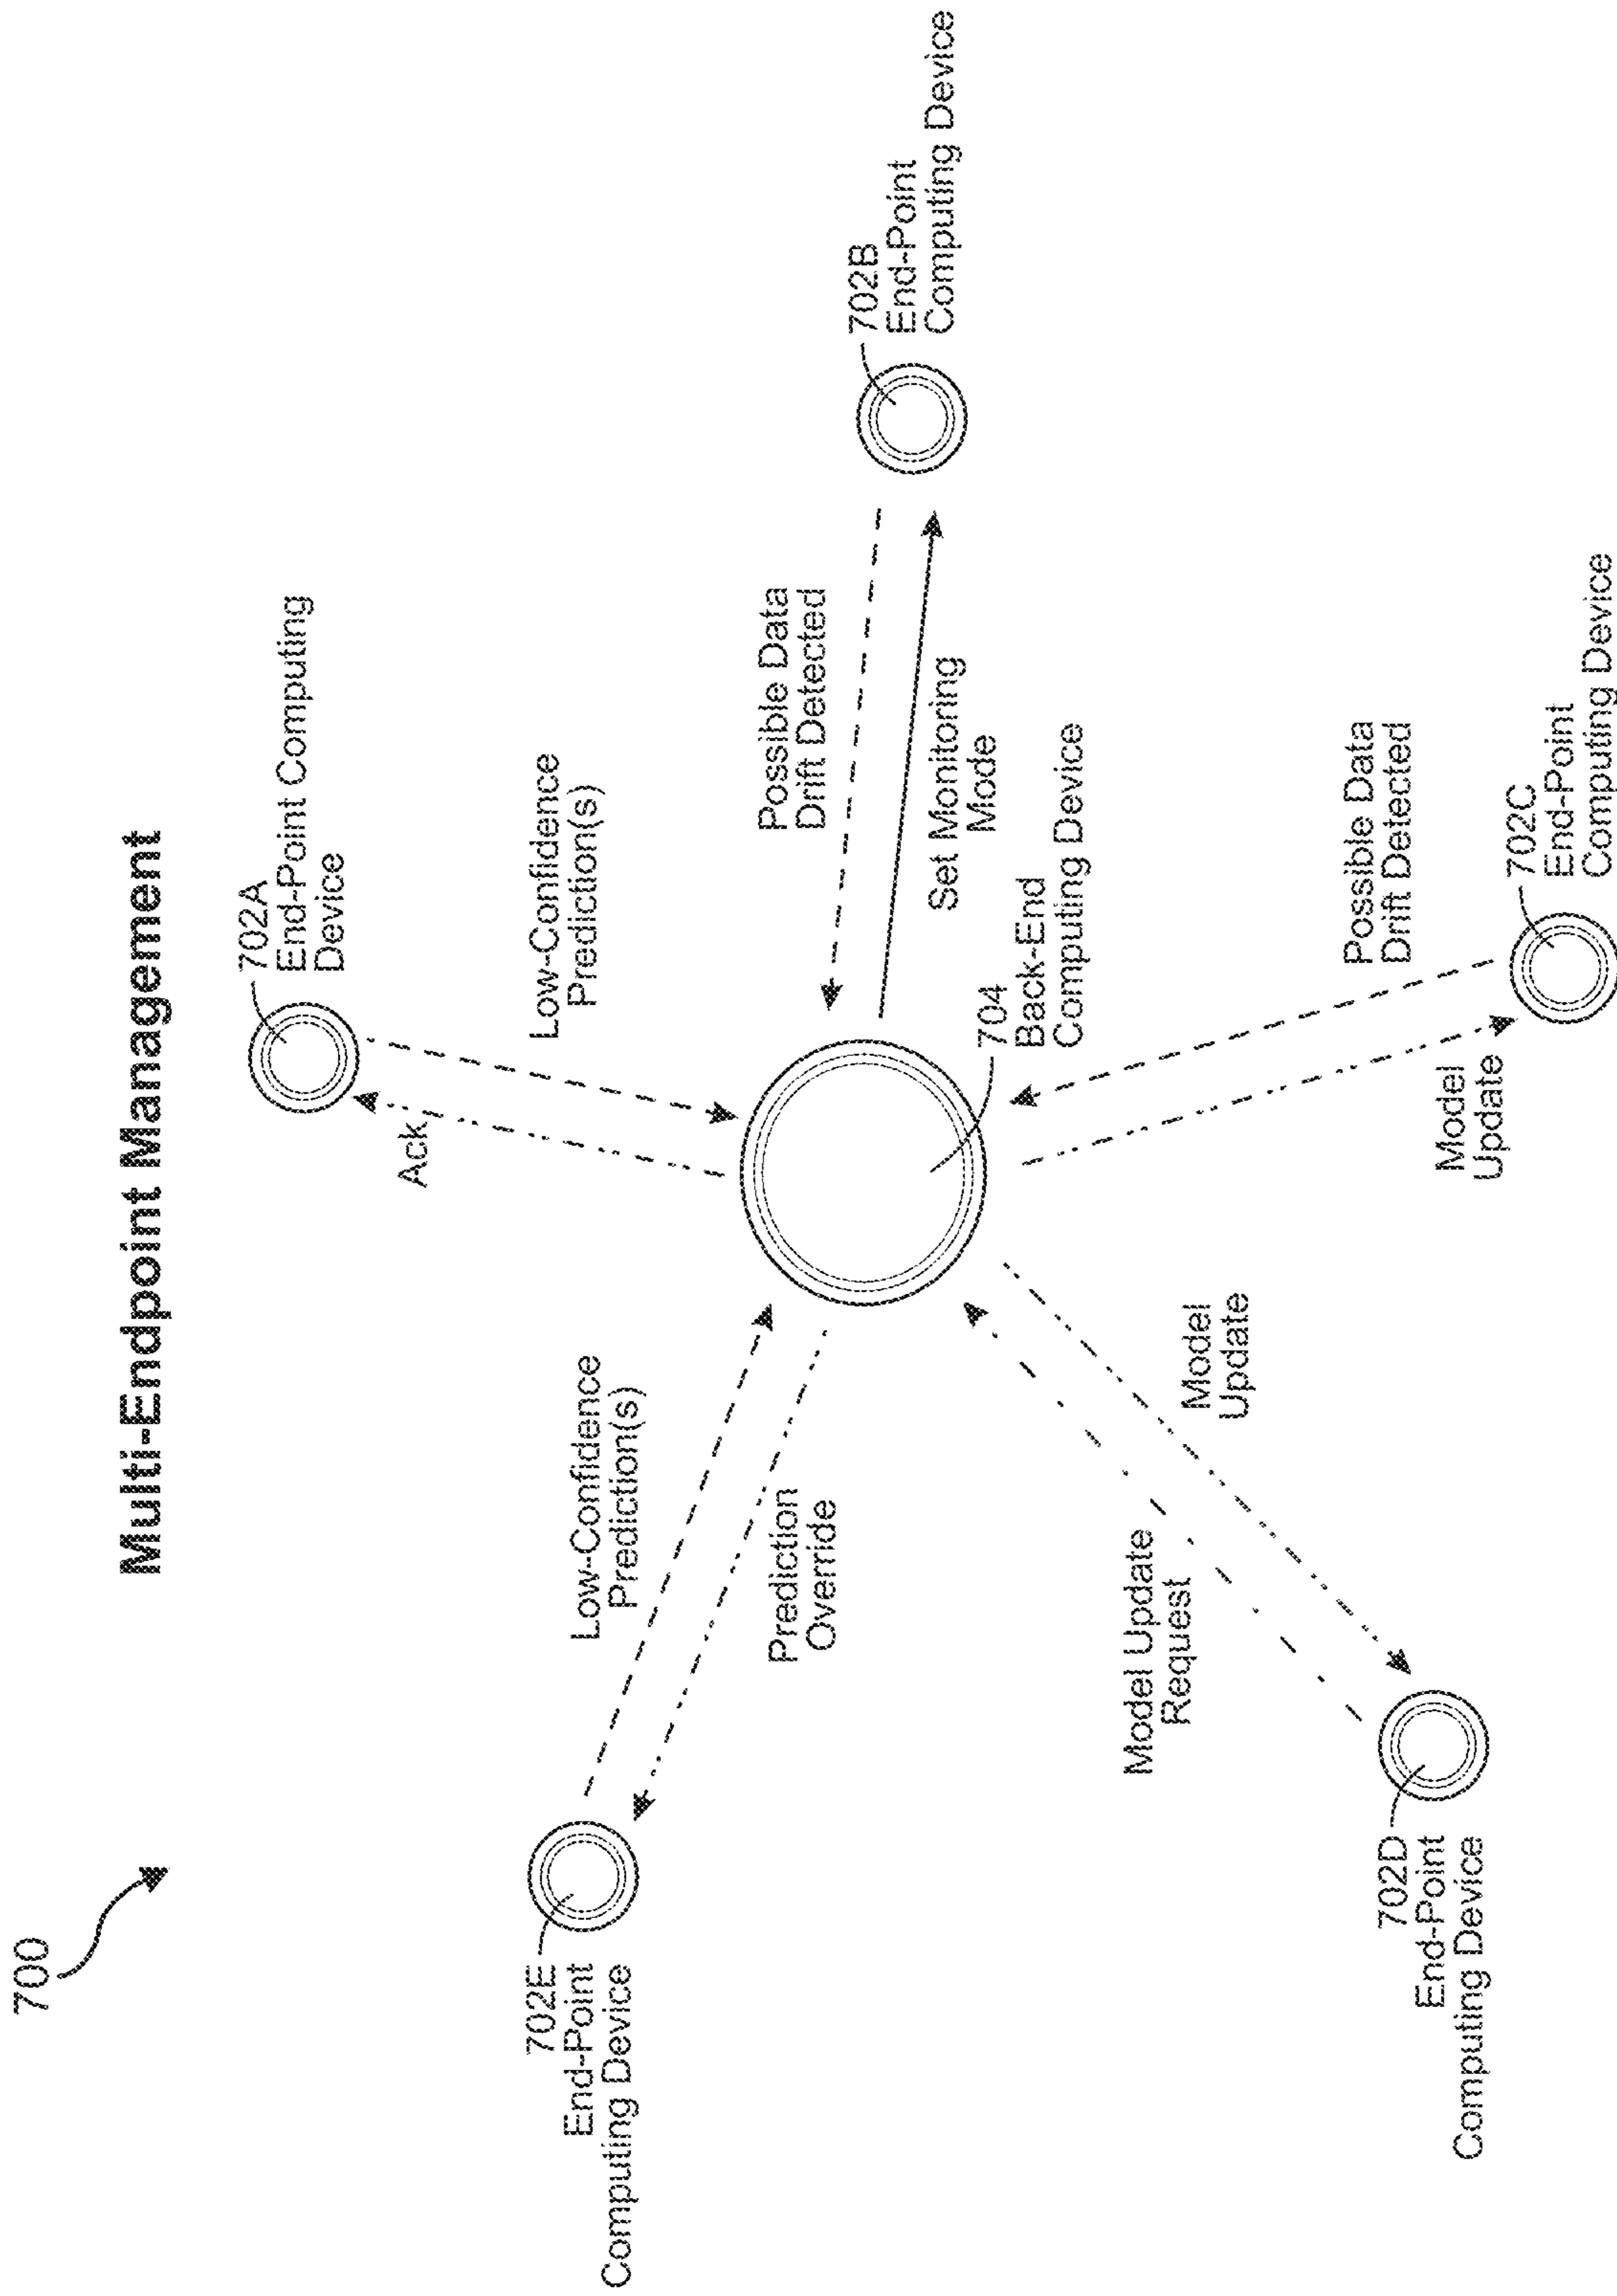 700
Multi-Endpoint Management
702A
End-Point Computing
Device
Low-Confidence
Prediction(s)
Ack
702E
End-Point
Computing Device
Low-Confidence
Prediction(s)
Prediction
Override
Possible Data
Drift Detected
702B
End-Point
Computing Device
Set Monitoring
Mode
704
Back-End
Computing Device
Model Update
Request
Model
Update
Possible Data
Drift Detected
Model
Update
702D
End-Point
Computing Device
702C
End-Point
Computing Device